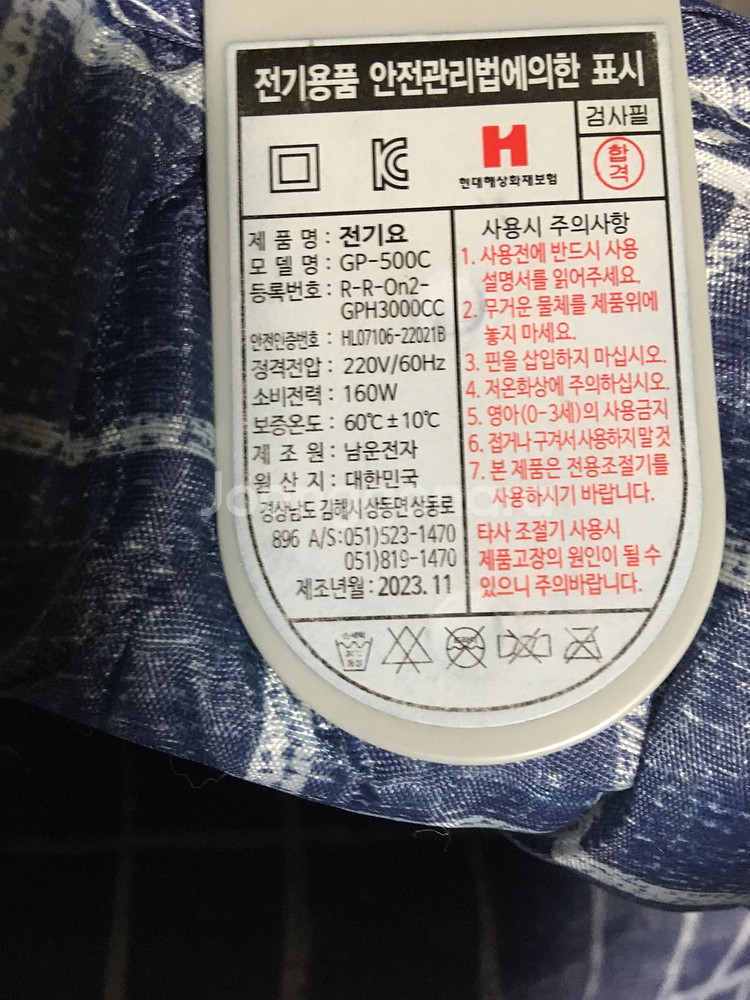 전기용품 안전관리법에의한 표시
KC
H
현대해상화재보험
검사필
합격
제 품 명 : 전기요
모 델 명 : GP-500C
등록번호 : R-R-On2-
GPH3000CC
안전인증번호 : HL07106-22021B
정격전압 : 220V/60Hz
소비전력 : 160W
보증온도 : 60℃±10℃
제 조 원 : 남운전자
원 산 지 : 대한민국
경상남도 김해시 상동면 상동로
896 A/S:051)523-1470
051)819-1470
제조년월 : 2023. 11
사용시 주의사항
1. 사용전에 반드시 사용
설명서를 읽어주세요.
2. 무거운 물체를 제품위에
놓지 마세요.
3. 핀을 삽입하지 마십시오.
4. 저온화상에 주의하십시오.
5. 영아(0-3세)의 사용금지
6. 접거나 구겨서 사용하지 말 것
7. 본 제품은 전용조절기를
사용하시기 바랍니다.
타사 조절기 사용시
제품고장의 원인이 될 수
있으니 주의바랍니다.
손세탁
30℃
중성
드라이